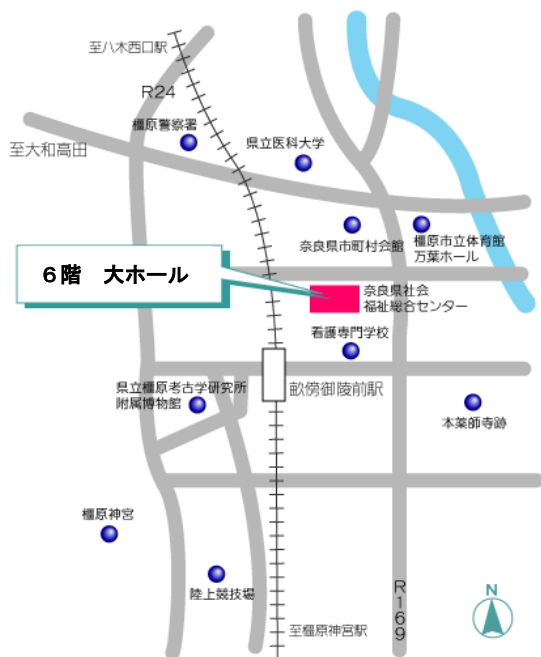 至八木西口駅
R24
橿原警察署
県立医科大学
至大和高田
奈良県市町村会館
橿原市立体育館
万葉ホール
6階 大ホール
奈良県社会
福祉総合センター
看護専門学校
県立橿原考古学研究所
附属博物館
畝傍御陵前駅
本薬師寺跡
橿原神宮
陸上競技場
R169
N
至橿原神宮駅